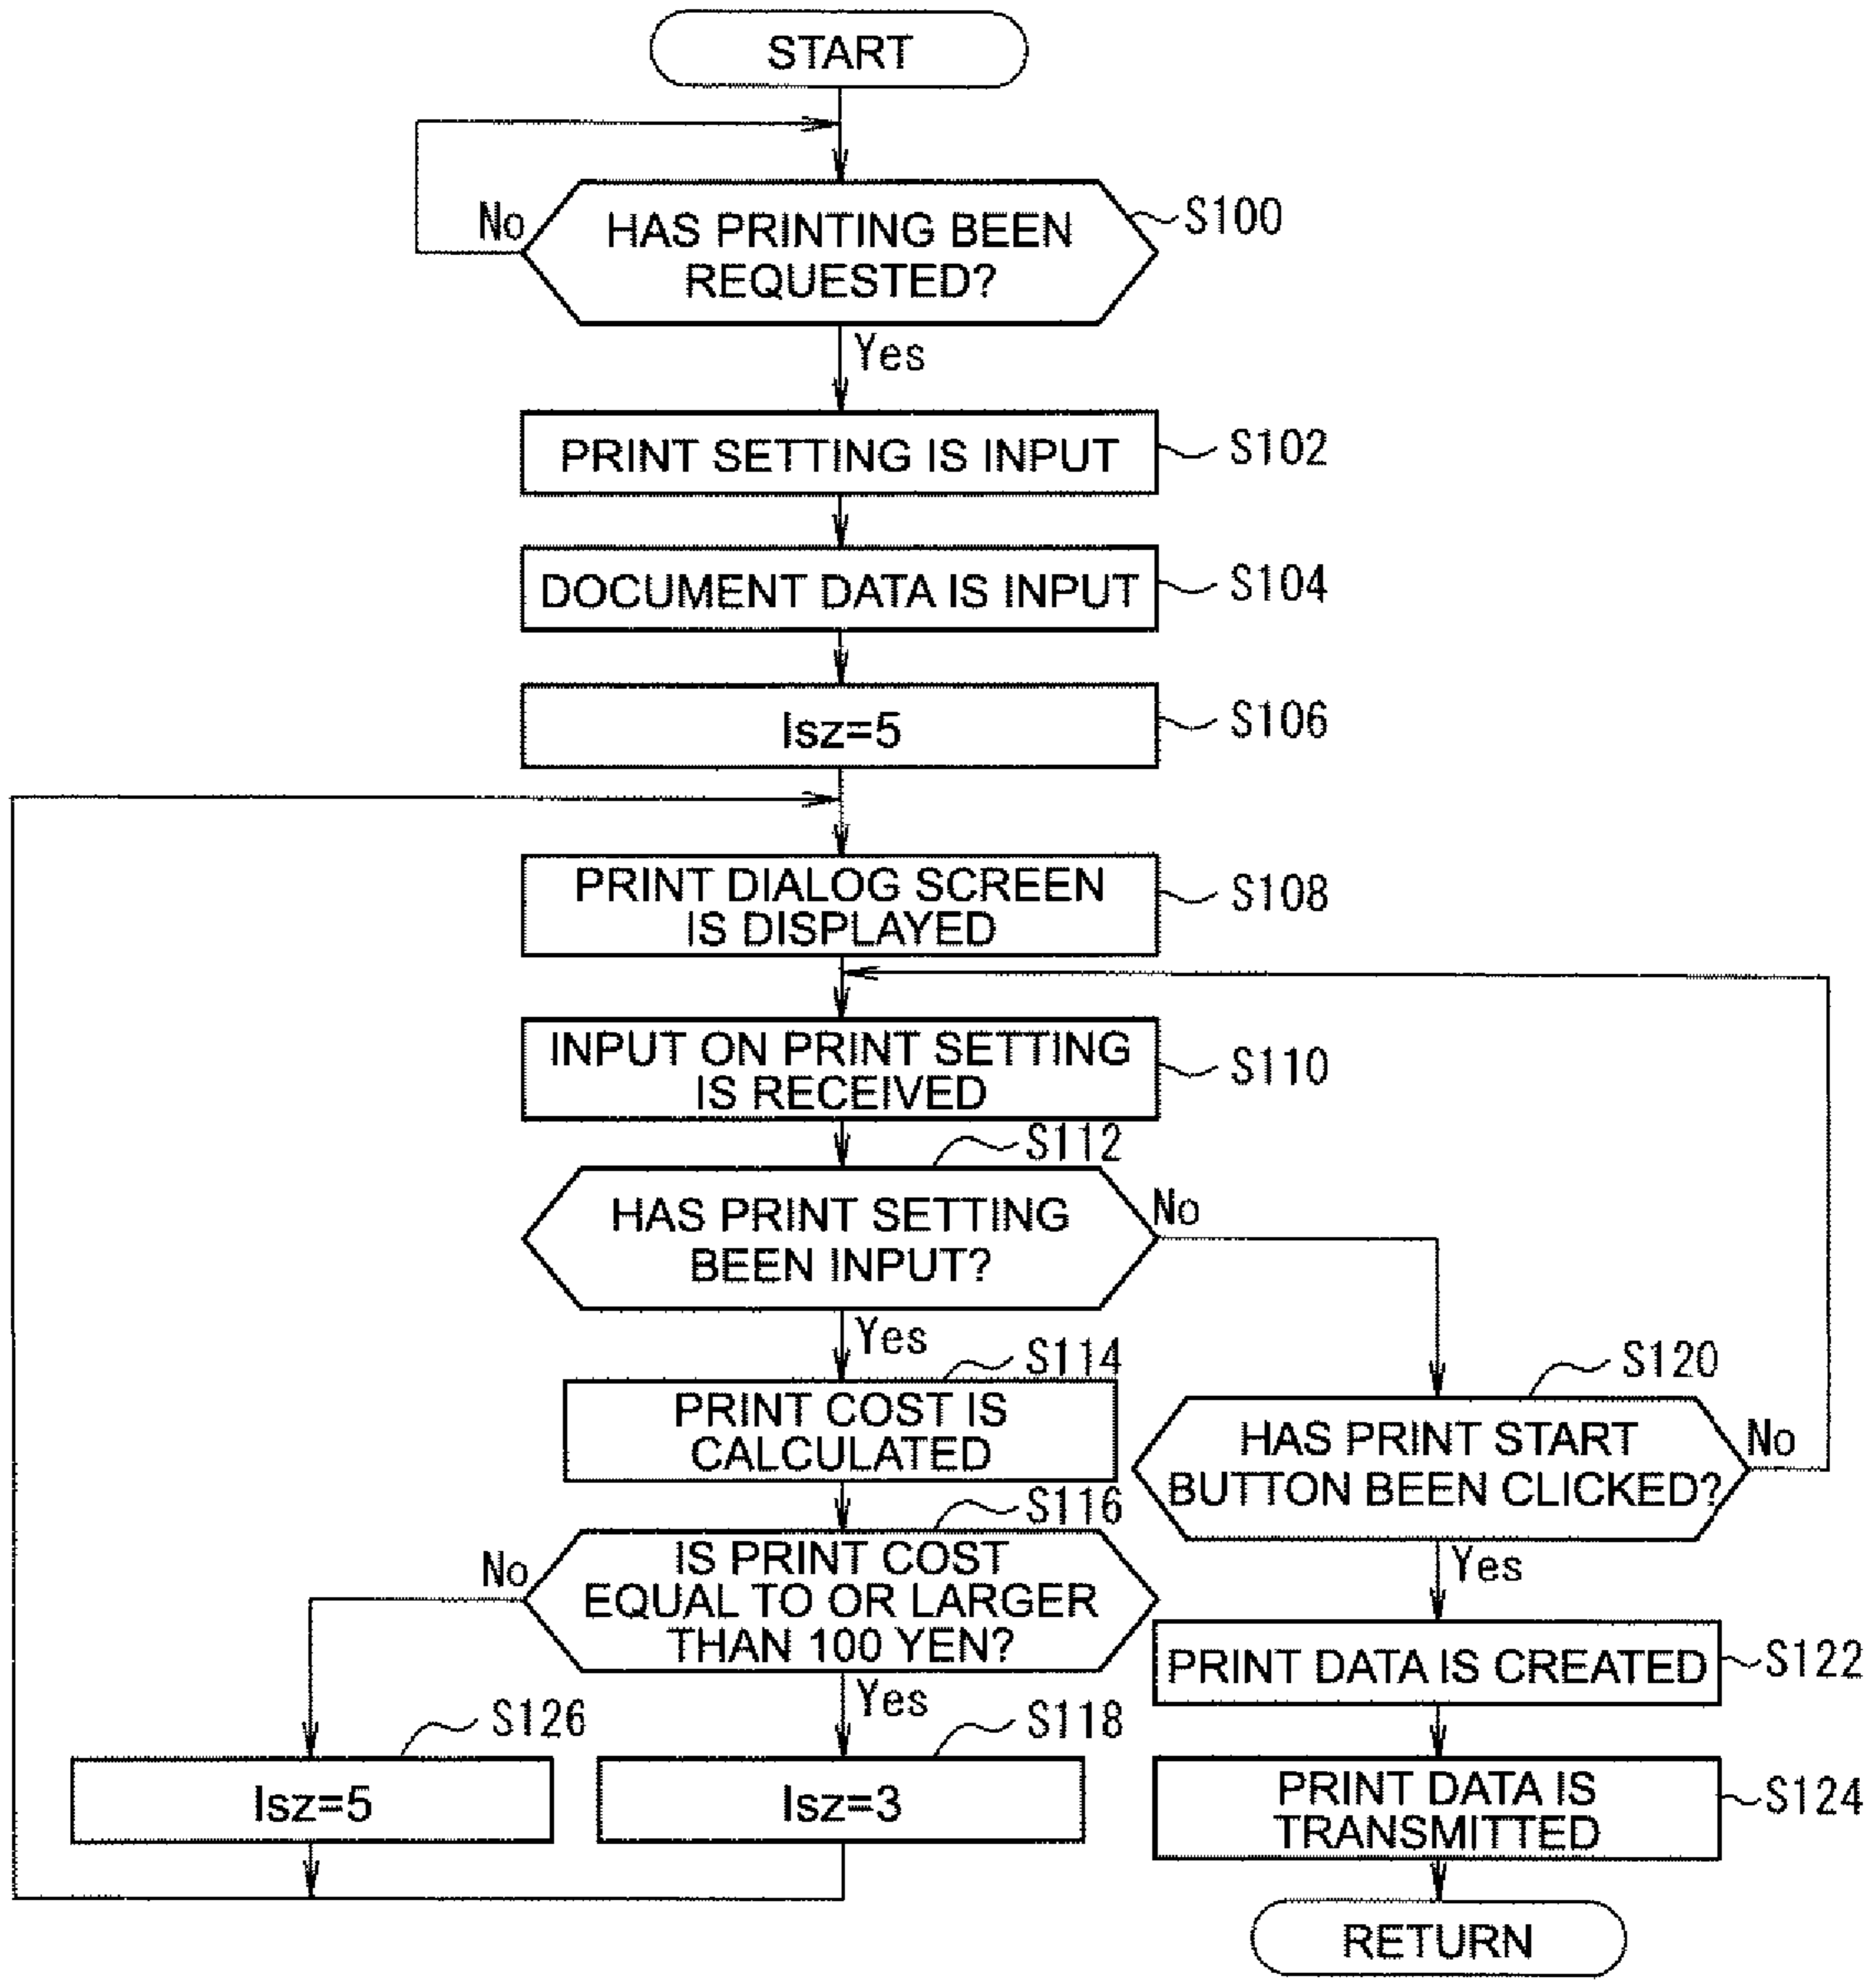 START
No
HAS PRINTING BEEN
REQUESTED?
S100
Yes
PRINT SETTING IS INPUT
S102
DOCUMENT DATA IS INPUT
S104
Isz=5
S106
PRINT DIALOG SCREEN
IS DISPLAYED
S108
INPUT ON PRINT SETTING
IS RECEIVED
S110
S112
HAS PRINT SETTING
BEEN INPUT?
No
Yes
S114
PRINT COST IS
CALCULATED
S120
HAS PRINT START
BUTTON BEEN CLICKED?
No
S116
IS PRINT COST
EQUAL TO OR LARGER
THAN 100 YEN?
No
Yes
Yes
PRINT DATA IS CREATED
S122
S126
Isz=5
S118
Isz=3
PRINT DATA IS
TRANSMITTED
S124
RETURN